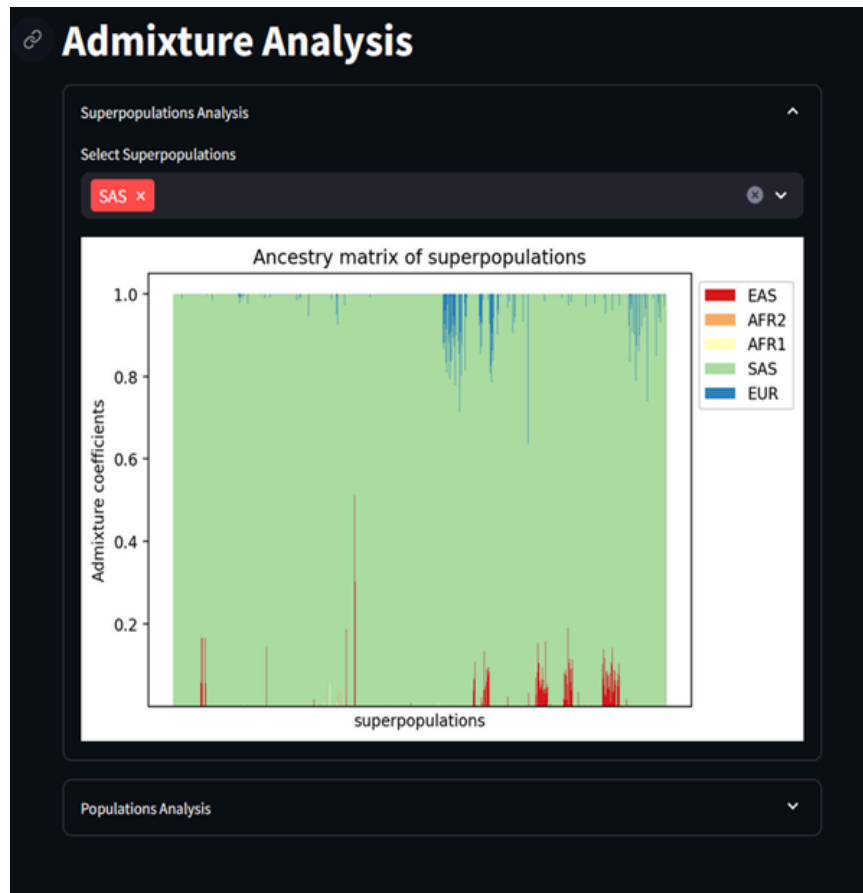 Admixture Analysis
Superpopulations Analysis
Select Superpopulations
SAS ×
Ancestry matrix of superpopulations
1.0
0.8
0.6
0.4
0.2
Admixture coefficients
superpopulations
EAS
AFR2
AFR1
SAS
EUR
Populations Analysis